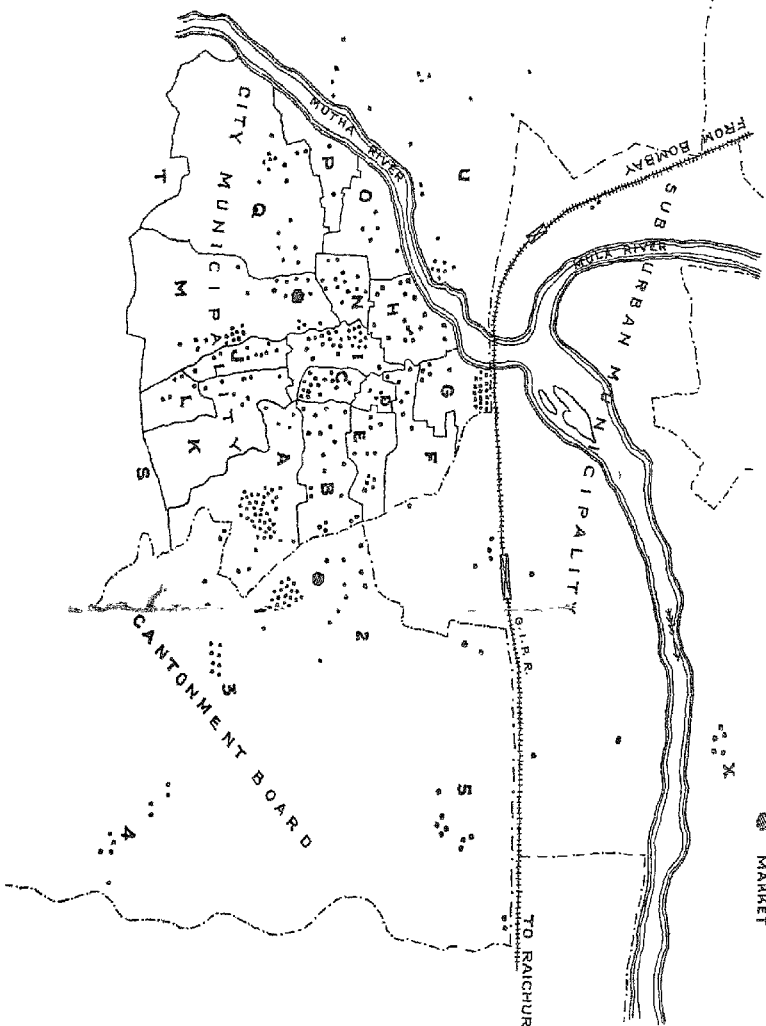 FROM BOMBAY
MUTHA RIVER
MULA RIVER
SUBURBAN MUNICIPALITY
CITY MUNICIPALITY
CANTONMENT BOARD
G.I.P.R.
TO RAICHUR
MARKET
U
P
O
Q
T
M
N
H
I
J
C
D
G
L
E
F
K
A
B
S
2
3
4
5
X